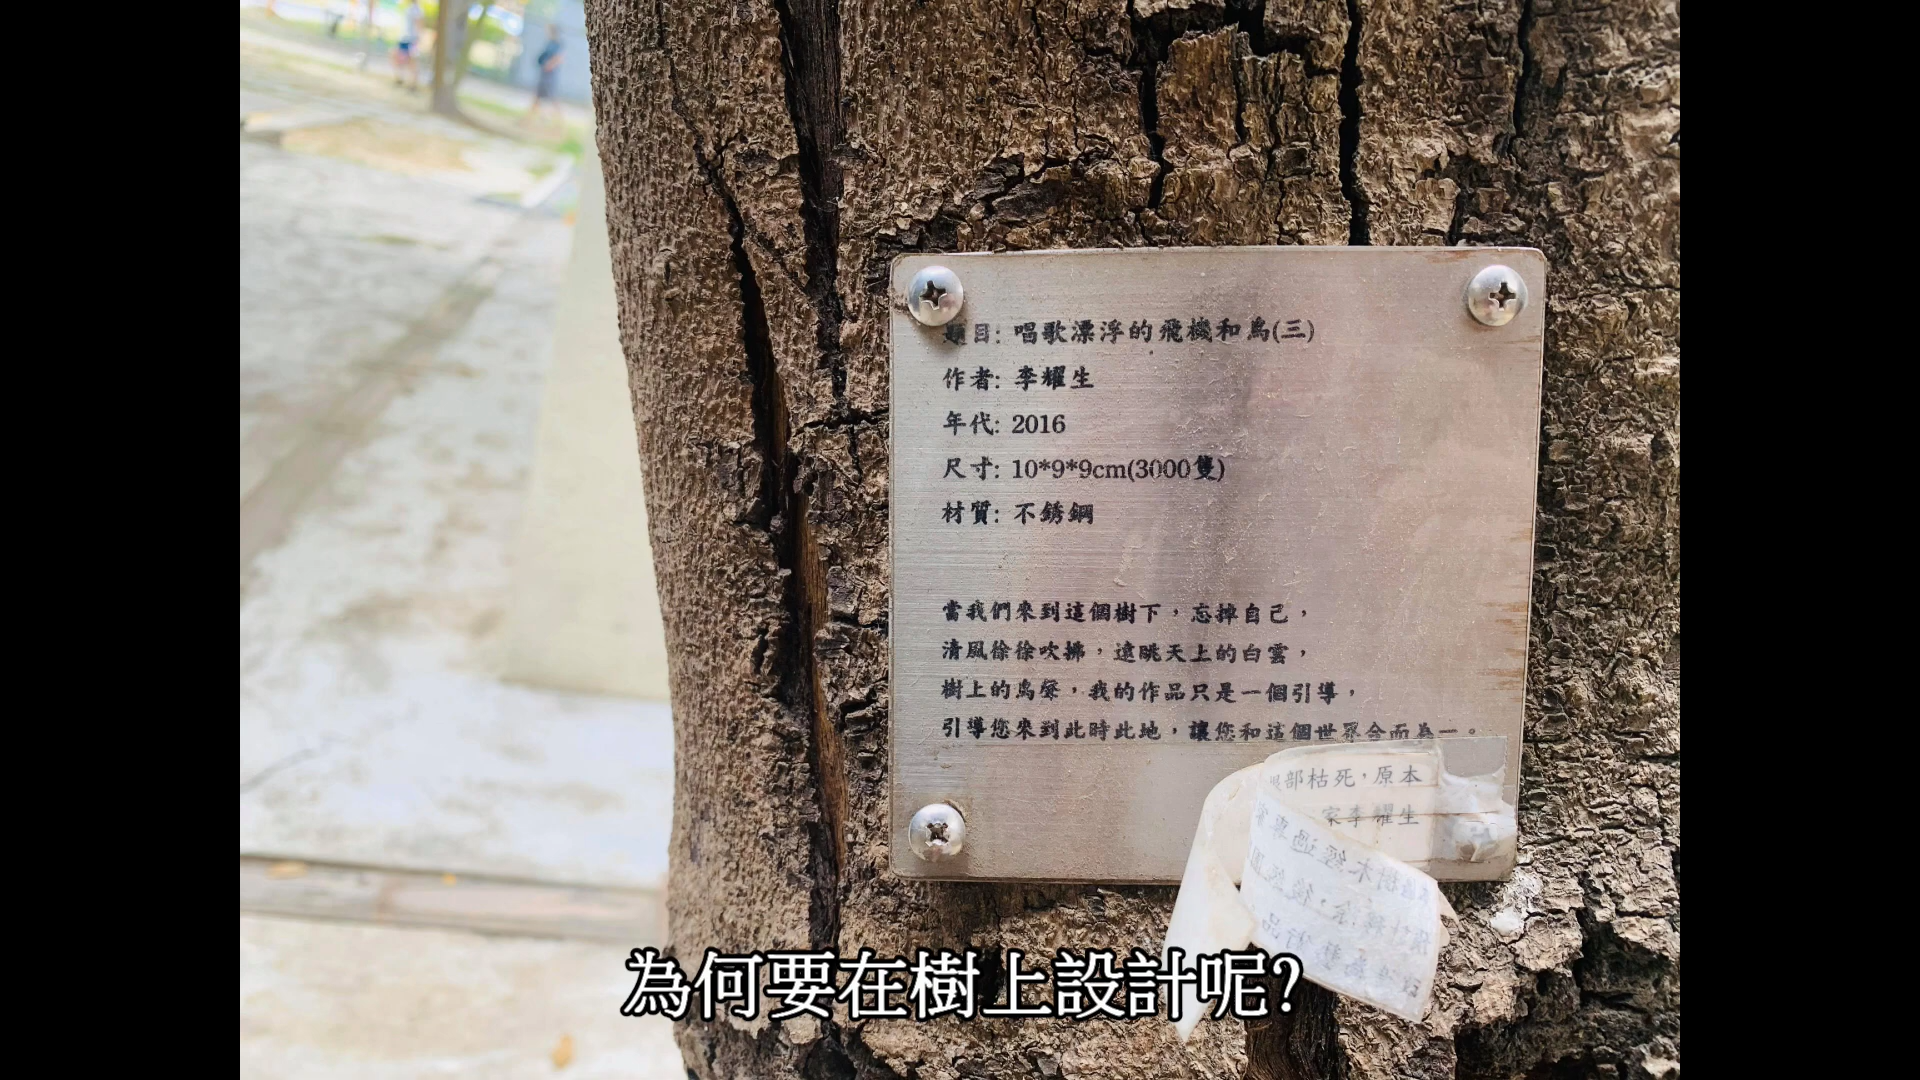 題目: 唱歌漂浮的飛機和鳥(三)
作者: 李耀生
年代: 2016
尺寸: 10*9*9cm(3000隻)
材質: 不銹鋼
當我們來到這個樹下，忘掉自己，
清風徐徐吹拂，遠眺天上的白雲，
樹上的鳥聲，我的作品只是一個引導，
引導您來到此時此地，讓您和這個世界合而為一。
部枯死，原本
家李耀生
為何要在樹上設計呢?